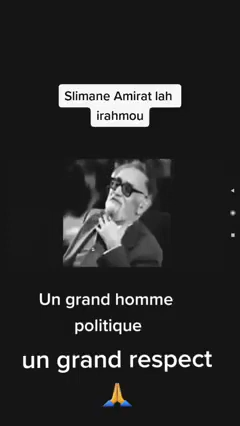 Slimane Amirat lah
irahmou
Un grand homme
politique
un grand respect
🙏